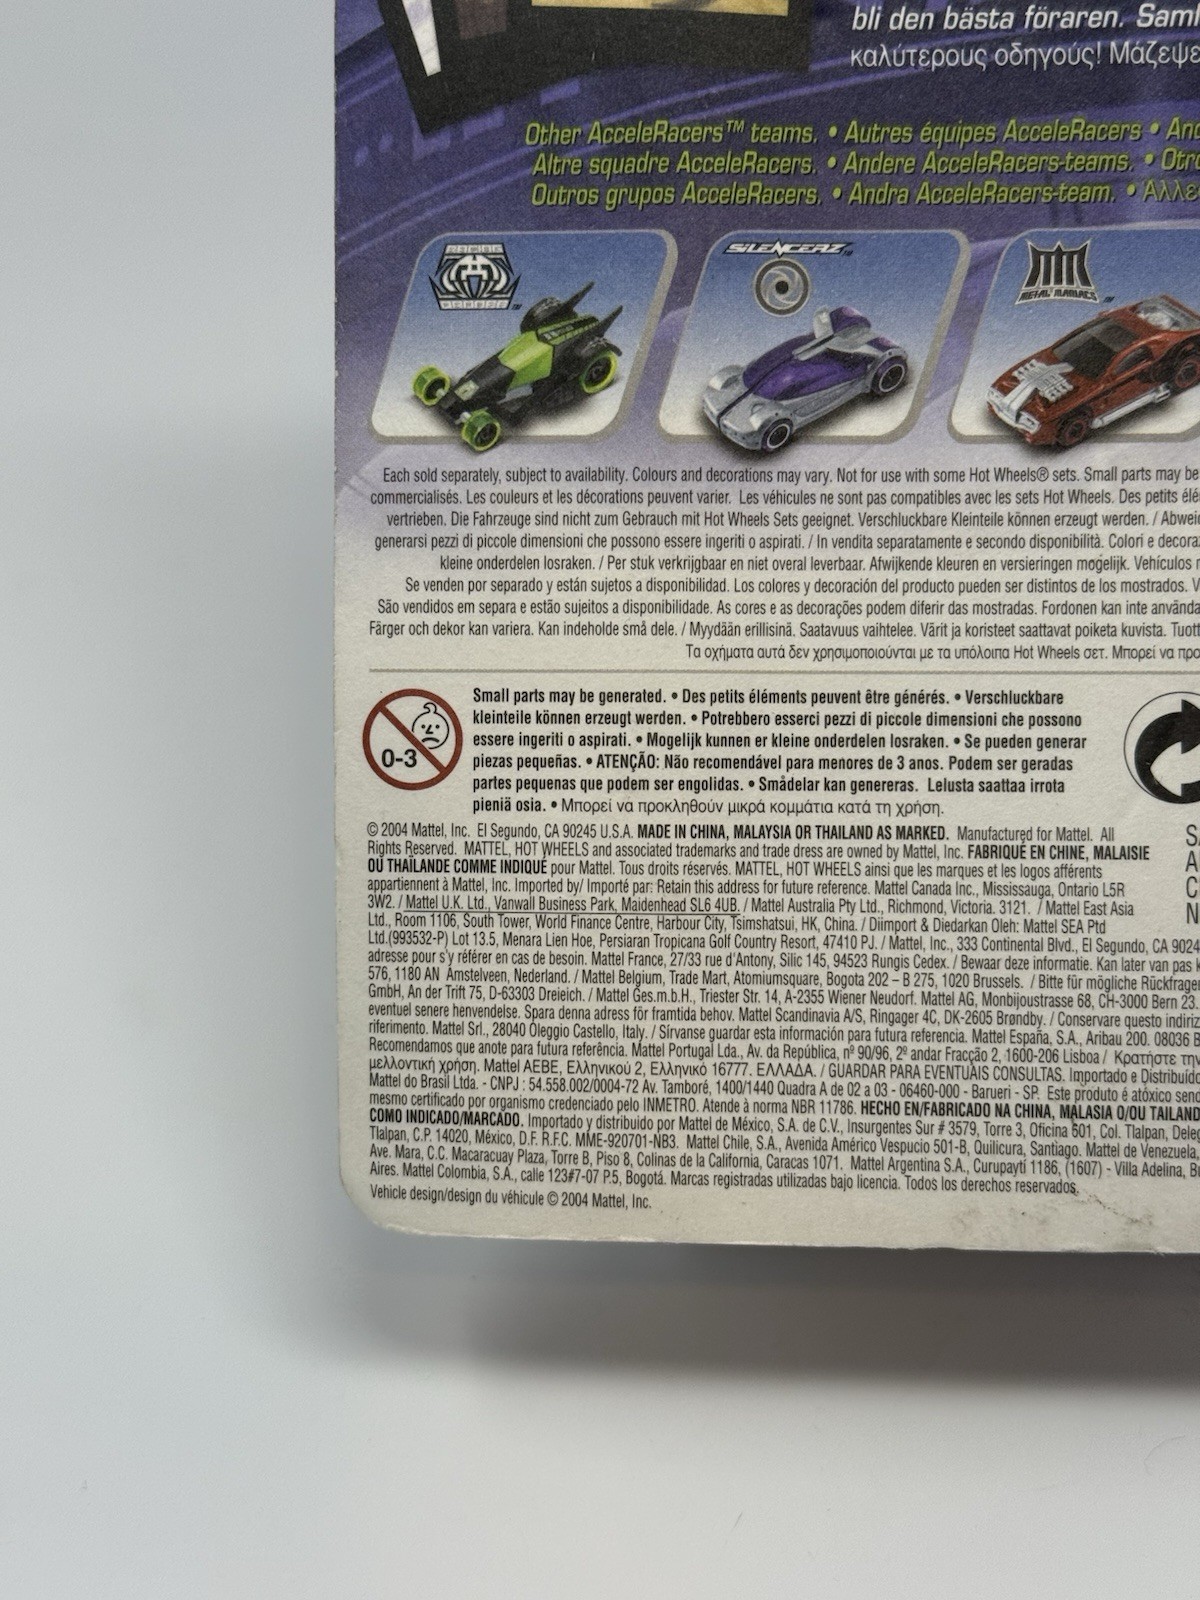 bli den bästa föraren.
καλύτερους οδηγούς!
Other AcceleRacers™ teams. • Autres équipes AcceleRacers •
Altre squadre AcceleRacers. • Andere AcceleRacers-teams. •
Outros grupos AcceleRacers. • Andra AcceleRacers-team. •
RACING DRONES™
SILENCERZ™
METAL MANIACS™
Each sold separately, subject to availability. Colours and decorations may vary. Not for use with some Hot Wheels® sets. Small parts may be
commercialisés. Les couleurs et les décorations peuvent varier. Les véhicules ne sont pas compatibles avec les sets Hot Wheels. Des petits
vertrieben. Die Fahrzeuge sind nicht zum Gebrauch mit Hot Wheels Sets geeignet. Verschluckbare Kleinteile können erzeugt werden. /
generarsi pezzi di piccole dimensioni che possono essere ingeriti o aspirati. / In vendita separatamente e secondo disponibilità. Colori e
kleine onderdelen losraken. / Per stuk verkrijgbaar en niet overal leverbaar. Afwijkende kleuren en versieringen mogelijk. Vehículos
Se venden por separado y están sujetos a disponibilidad. Los colores y decoración del producto pueden ser distintos de los mostrados.
São vendidos em separa e estão sujeitos a disponibilidade. As cores e as decorações podem diferir das mostradas. Fordonen kan inte
Färger och dekor kan variera. Kan indeholde små dele. / Myydään erillisinä. Saatavuus vaihtelee. Värit ja koristeet saattavat poiketa kuvista.
Τα οχήματα αυτά δεν χρησιμοποιούνται με τα υπόλοιπα Hot Wheels σετ. Μπορεί να
0-3
Small parts may be generated. • Des petits éléments peuvent être générés. • Verschluckbare
kleinteile können erzeugt werden. • Potrebbero esserci pezzi di piccole dimensioni che possono
essere ingeriti o aspirati. • Mogelijk kunnen er kleine onderdelen losraken. • Se pueden generar
piezas pequeñas. • ATENÇÃO: Não recomendável para menores de 3 anos. Podem ser geradas
partes pequenas que podem ser engolidas. • Smådelar kan genereras. Lelusta saattaa irrota
pieniä osia. • Μπορεί να προκληθούν μικρά κομμάτια κατά τη χρήση.
© 2004 Mattel, Inc. El Segundo, CA 90245 U.S.A. MADE IN CHINA, MALAYSIA OR THAILAND AS MARKED. Manufactured for Mattel. All
Rights Reserved. MATTEL, HOT WHEELS and associated trademarks and trade dress are owned by Mattel, Inc. FABRIQUÉ EN CHINE, MALAISIE
OU THAÏLANDE COMME INDIQUÉ pour Mattel. Tous droits réservés. MATTEL, HOT WHEELS ainsi que les marques et les logos afférents
appartiennent à Mattel, Inc. Imported by/ Importé par: Retain this address for future reference. Mattel Canada Inc., Mississauga, Ontario L5R
3W2. / Mattel U.K. Ltd., Vanwall Business Park, Maidenhead SL6 4UB. / Mattel Australia Pty Ltd., Richmond, Victoria. 3121. / Mattel East Asia
Ltd., Room 1106, South Tower, World Finance Centre, Harbour City, Tsimshatsui, HK, China. / Diimport & Diedarkan Oleh: Mattel SEA Ptd
Ltd.(993532-P) Lot 13.5, Menara Lien Hoe, Persiaran Tropicana Golf Country Resort, 47410 PJ. / Mattel, Inc., 333 Continental Blvd., El Segundo, CA
adresse pour s'y référer en cas de besoin. Mattel France, 27/33 rue d'Antony, Silic 145, 94523 Rungis Cedex. / Bewaar deze informatie. Kan later van pas
576, 1180 AN Amstelveen, Nederland. / Mattel Belgium, Trade Mart, Atomiumsquare, Bogota 202 – B 275, 1020 Brussels. / Bitte für mögliche
GmbH, An der Trift 75, D-63303 Dreieich. / Mattel Ges.m.b.H., Triester Str. 14, A-2355 Wiener Neudorf. Mattel AG, Monbijoustrasse 68, CH-3000 Bern 23.
eventuel senere henvendelse. Spara denna adress för framtida behov. Mattel Scandinavia A/S, Ringager 4C, DK-2605 Brøndby. / Conservare questo
riferimento. Mattel Srl., 28040 Oleggio Castello, Italy. / Sírvanse guardar esta información para futura referencia. Mattel España, S.A., Aribau 200. 08036
Recomendamos que anote para futura referência. Mattel Portugal Lda., Av. da República, nº 90/96, 2º andar Fracção 2, 1600-206 Lisboa / Κρατήστε την
μελλοντική χρήση. Mattel AEBE, Ελληνικού 2, Ελληνικό 16777. ΕΛΛΑΔΑ. / GUARDAR PARA EVENTUAIS CONSULTAS. Importado e
Mattel do Brasil Ltda. - CNPJ : 54.558.002/0004-72 Av. Tamboré, 1400/1440 Quadra A de 02 a 03 - 06460-000 - Barueri - SP. Este produto é atóxico
mesmo certificado por organismo credenciado pelo INMETRO. Atende à norma NBR 11786. HECHO EN/FABRICADO NA CHINA, MALASIA O/OU
COMO INDICADO/MARCADO. Importado y distribuido por Mattel de México, S.A. de C.V., Insurgentes Sur # 3579, Torre 3, Oficina 601, Col. Tlalpan,
Tlalpan, C.P. 14020, México, D.F. R.F.C. MME-920701-NB3. Mattel Chile, S.A., Avenida Américo Vespucio 501-B, Quilicura, Santiago. Mattel de Venezuela,
Ave. Mara, C.C. Macaracuay Plaza, Torre B, Piso 8, Colinas de la California, Caracas 1071. Mattel Argentina S.A., Curupaytí 1186, (1607) - Villa Adelina,
Aires. Mattel Colombia, S.A., calle 123#7-07 P.5, Bogotá. Marcas registradas utilizadas bajo licencia. Todos los derechos reservados.
Vehicle design/design du véhicule © 2004 Mattel, Inc.